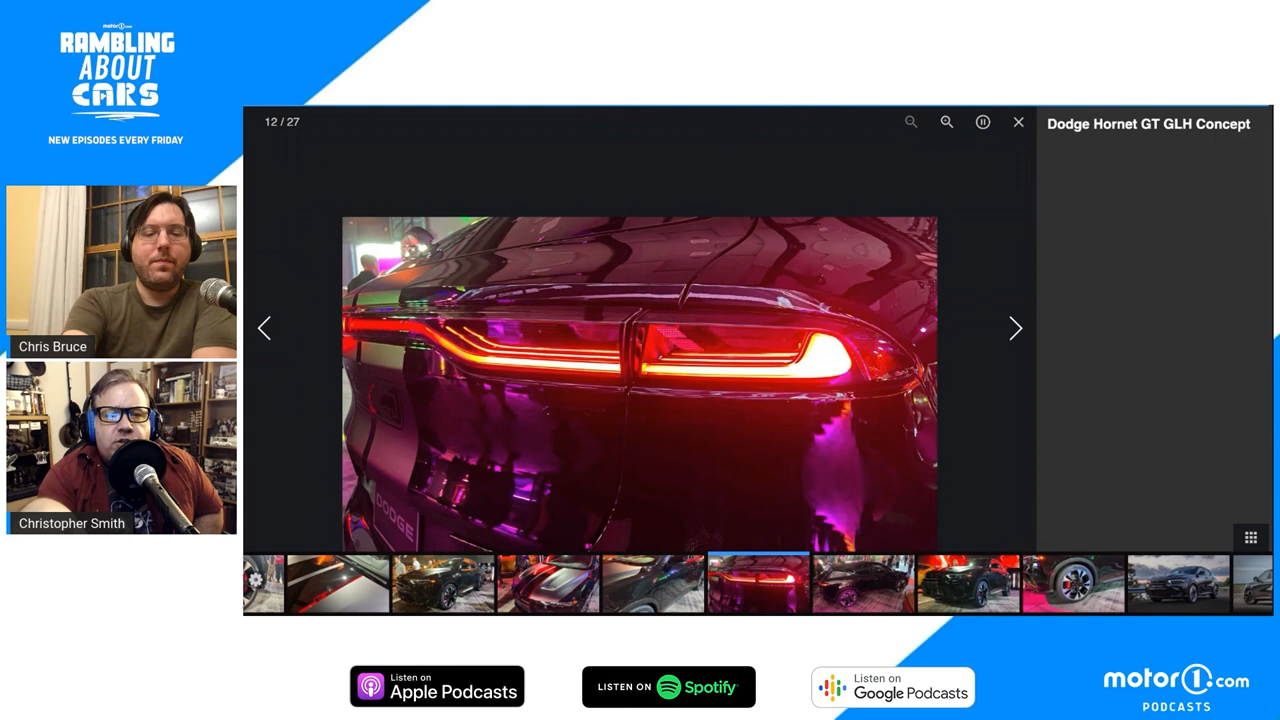 motor1.com
RAMBLING
ABOUT
CARS
NEW EPISODES EVERY FRIDAY
12 / 27
Dodge Hornet GT GLH Concept
Chris Bruce
DODGE
Christopher Smith
Listen on
Apple Podcasts
LISTEN ON Spotify
Listen on
Google Podcasts
motor1.com
PODCASTS